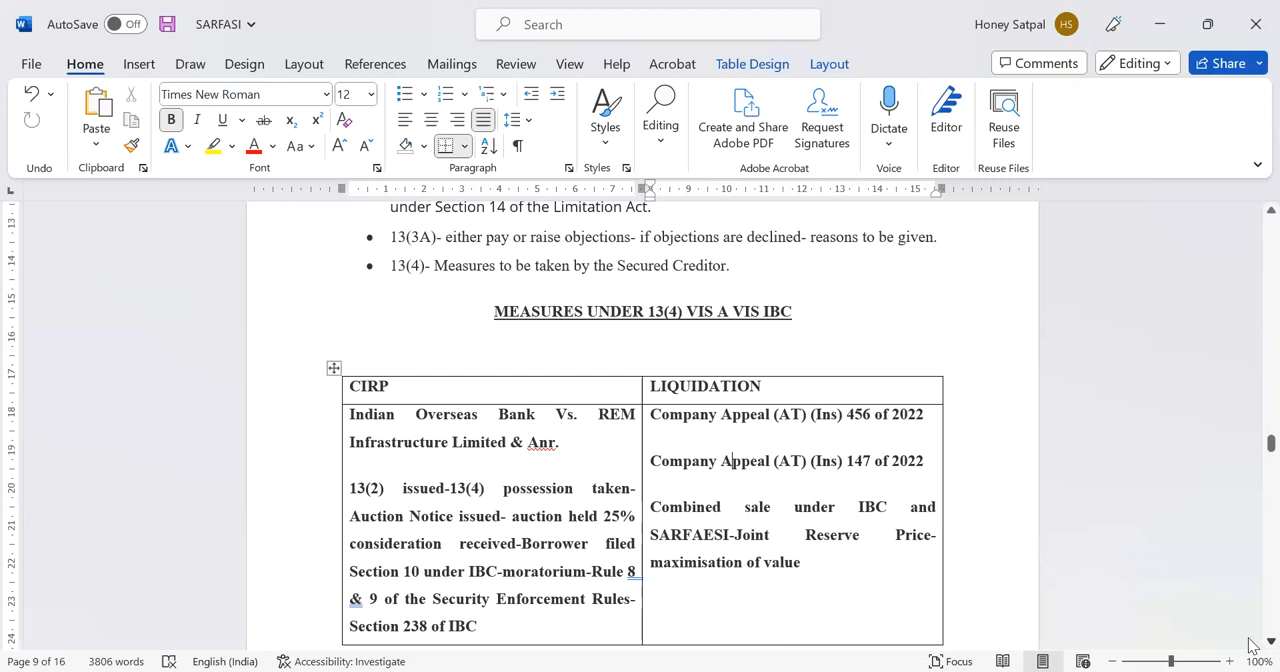 AutoSave Off SARFASI Search Honey Satpal HS
File Home Insert Draw Design Layout References Mailings Review View Help Acrobat Table Design Layout Comments Editing Share
Times New Roman 12
Paste Styles Editing Create and Share Adobe PDF Request Signatures Dictate Editor Reuse Files
Undo Clipboard Font Paragraph Styles Adobe Acrobat Voice Editor Reuse Files
under Section 14 of the Limitation Act.
• 13(3A)- either pay or raise objections- if objections are declined- reasons to be given.
• 13(4)- Measures to be taken by the Secured Creditor.
MEASURES UNDER 13(4) VIS A VIS IBC
CIRP
LIQUIDATION
Indian Overseas Bank Vs. REM
Infrastructure Limited & Anr.
13(2) issued-13(4) possession taken-
Auction Notice issued- auction held 25%
consideration received-Borrower filed
Section 10 under IBC-moratorium-Rule 8
& 9 of the Security Enforcement Rules-
Section 238 of IBC
Company Appeal (AT) (Ins) 456 of 2022
Company Appeal (AT) (Ins) 147 of 2022
Combined sale under IBC and
SARFAESI-Joint Reserve Price-
maximisation of value
Page 9 of 16 3806 words English (India) Accessibility: Investigate Focus 100%